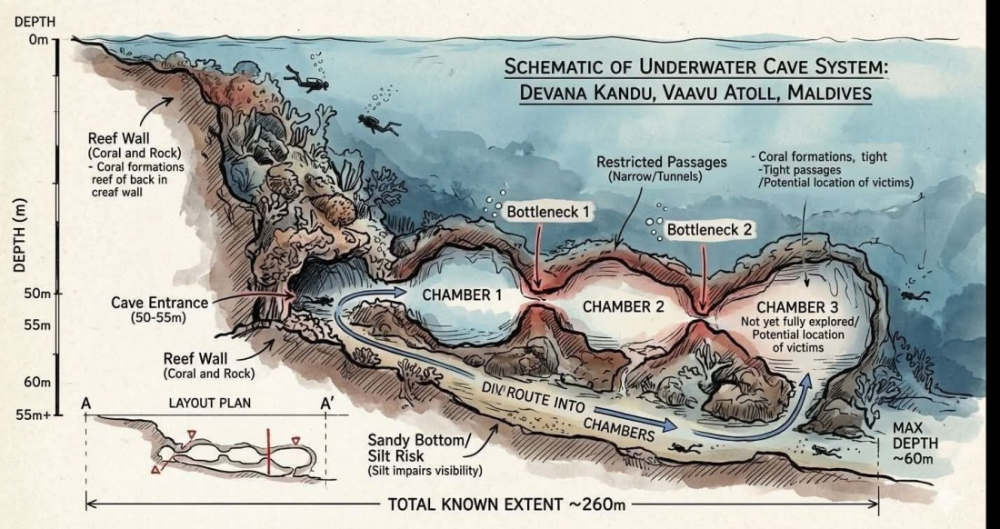 DEPTH
0m
SCHEMATIC OF UNDERWATER CAVE SYSTEM:
DEVANA KANDU, VAAVU ATOLL, MALDIVES
Reef Wall
(Coral and Rock)
- Coral formations
reef of back in
creaf wall
Restricted Passages
(Narrow/Tunnels)
- Coral formations, tight
-Tight passages
/Potential location of victims)
DEPTH (m)
Bottleneck 1
Bottleneck 2
50m
55m
60m
55m+
Cave Entrance
(50-55m)
CHAMBER 1
CHAMBER 2
CHAMBER 3
Not yet fully explored/
Potential location
of victims
Reef Wall
(Coral and Rock)
DIV' ROUTE INTO
CHAMBERS
A
LAYOUT PLAN
A'
Sandy Bottom/
Silt Risk
(Silt impairs visibility)
MAX
DEPTH
~60m
TOTAL KNOWN EXTENT ~260m